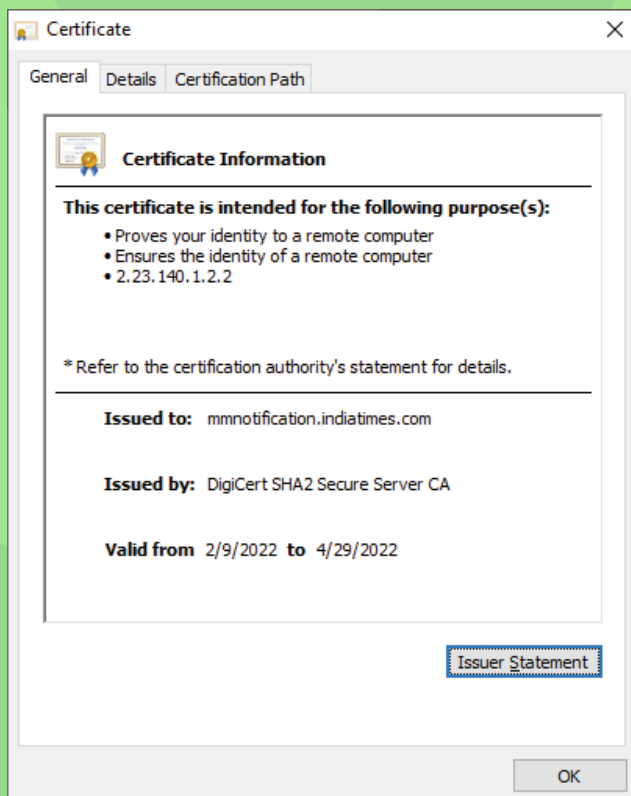 Certificate
General Details Certification Path
Certificate Information
This certificate is intended for the following purpose(s):
• Proves your identity to a remote computer
• Ensures the identity of a remote computer
• 2.23.140.1.2.2
* Refer to the certification authority's statement for details.
Issued to: mmnotification.indiatimes.com
Issued by: DigiCert SHA2 Secure Server CA
Valid from 2/9/2022 to 4/29/2022
Issuer Statement
OK